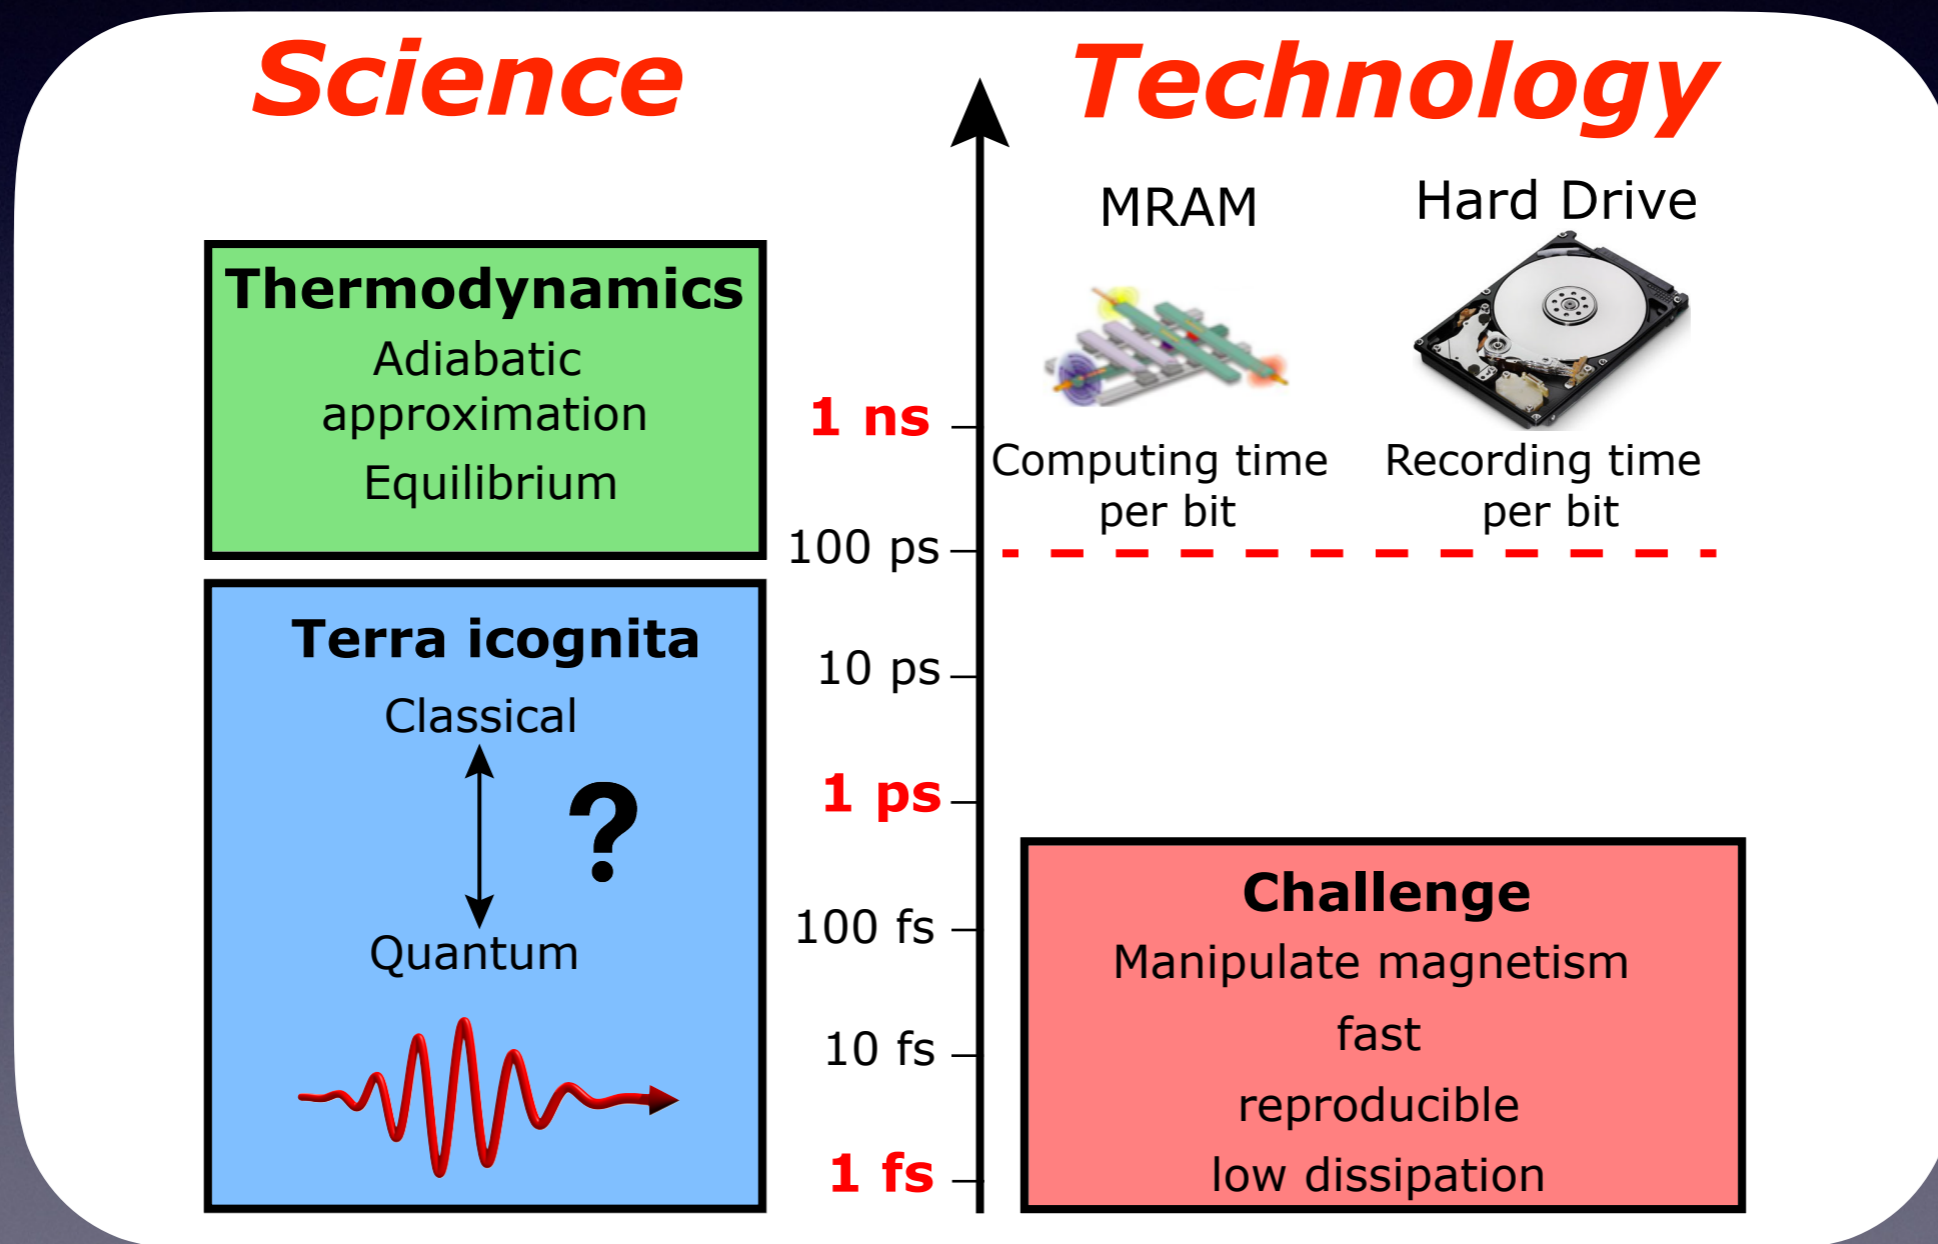 Science
Thermodynamics
Adiabatic
approximation
Equilibrium
Terra icognita
Classical
?
Quantum
1 ns
100 ps
10 ps
1 ps
100 fs
10 fs
1 fs
Technology
MRAM
Computing time
per bit
Hard Drive
Recording time
per bit
Challenge
Manipulate magnetism
fast
reproducible
low dissipation